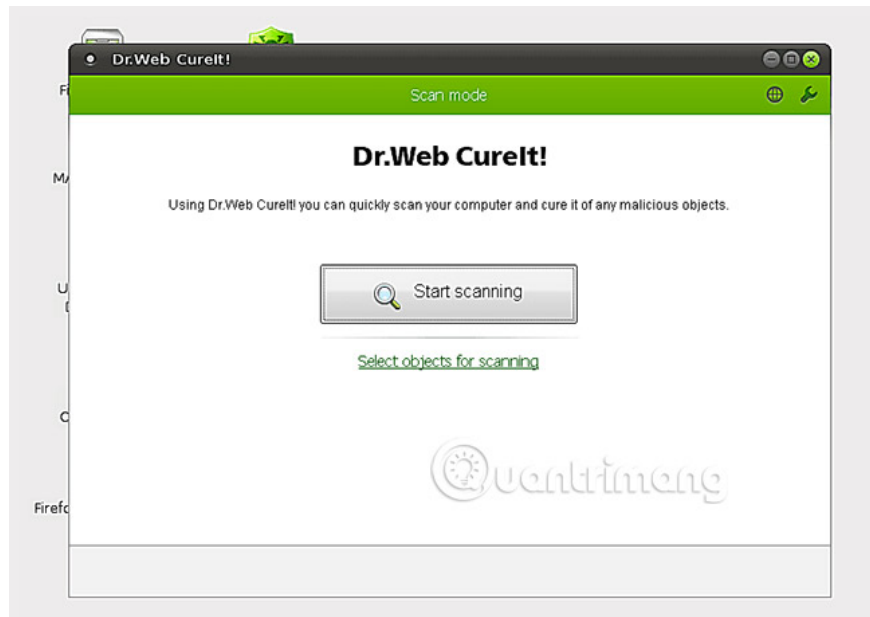 Dr.Web CureIt!
Scan mode
Dr.Web CureIt!
Using Dr.Web CureIt! you can quickly scan your computer and cure it of any malicious objects.
Start scanning
Select objects for scanning
Quantrimang